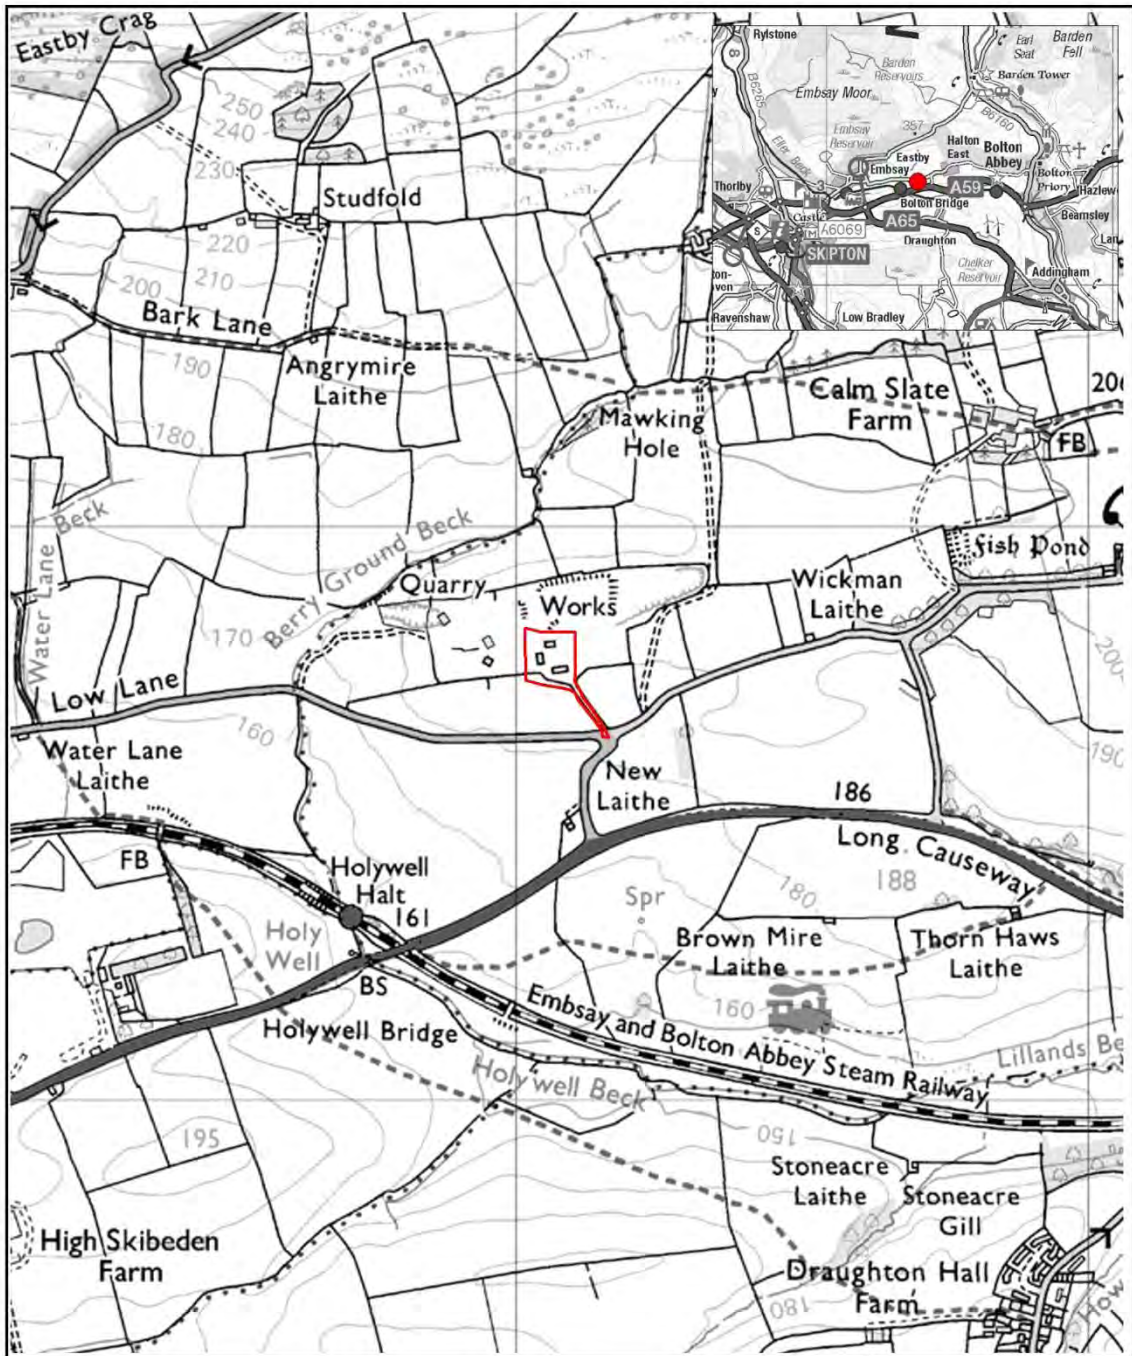 Eastby Crag
250
240
230
Studfold
220
210
200
Bark Lane
190
Angrymire
Laithe
180
Mawking
Hole
Calm Slate
Farm
FB
Rylstone
B6265
Eller Beck
Barden
Reservoirs
Embsay Moor
Earl
Seat
Barden
Fell
Barden Tower
B6160
357
Embsay
Reservoir
Halton
East
Bolton
Abbey
Eastby
Embsay
Thorlby
A59
Bolton
Priory
Bolton Bridge
Beamsley
Castle
A65
A6069
Draughton
SKIPTON
Chelker
Reservoir
Addingham
Ravenshaw
Low Bradley
Water Lane
Beck
Berry Ground Beck
Quarry
Works
Fish Pond
Wickman
Laithe
170
200
Low Lane
160
190
Water Lane
Laithe
New
Laithe
186
Long Causeway
FB
Holywell
Halt
161
Holy
Well
BS
Spr
180
188
Brown Mire
Laithe
Thorn Haws
Laithe
Holywell Bridge
160
Embsay and Bolton Abbey Steam Railway
Holywell Beck
195
150
Stoneacre
Laithe
Stoneacre
Gill
High Skibeden
Farm
Draughton Hall
Farm
180